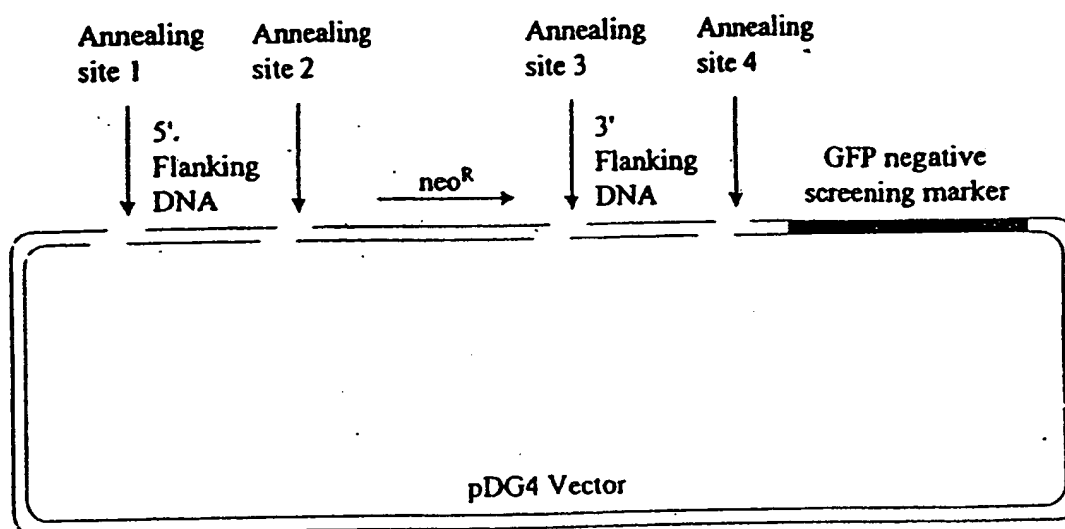 Annealing
site 1
Annealing
site 2
Annealing
site 3
Annealing
site 4
5'.
Flanking
DNA
neoR
3'
Flanking
DNA
GFP negative
screening marker
pDG4 Vector